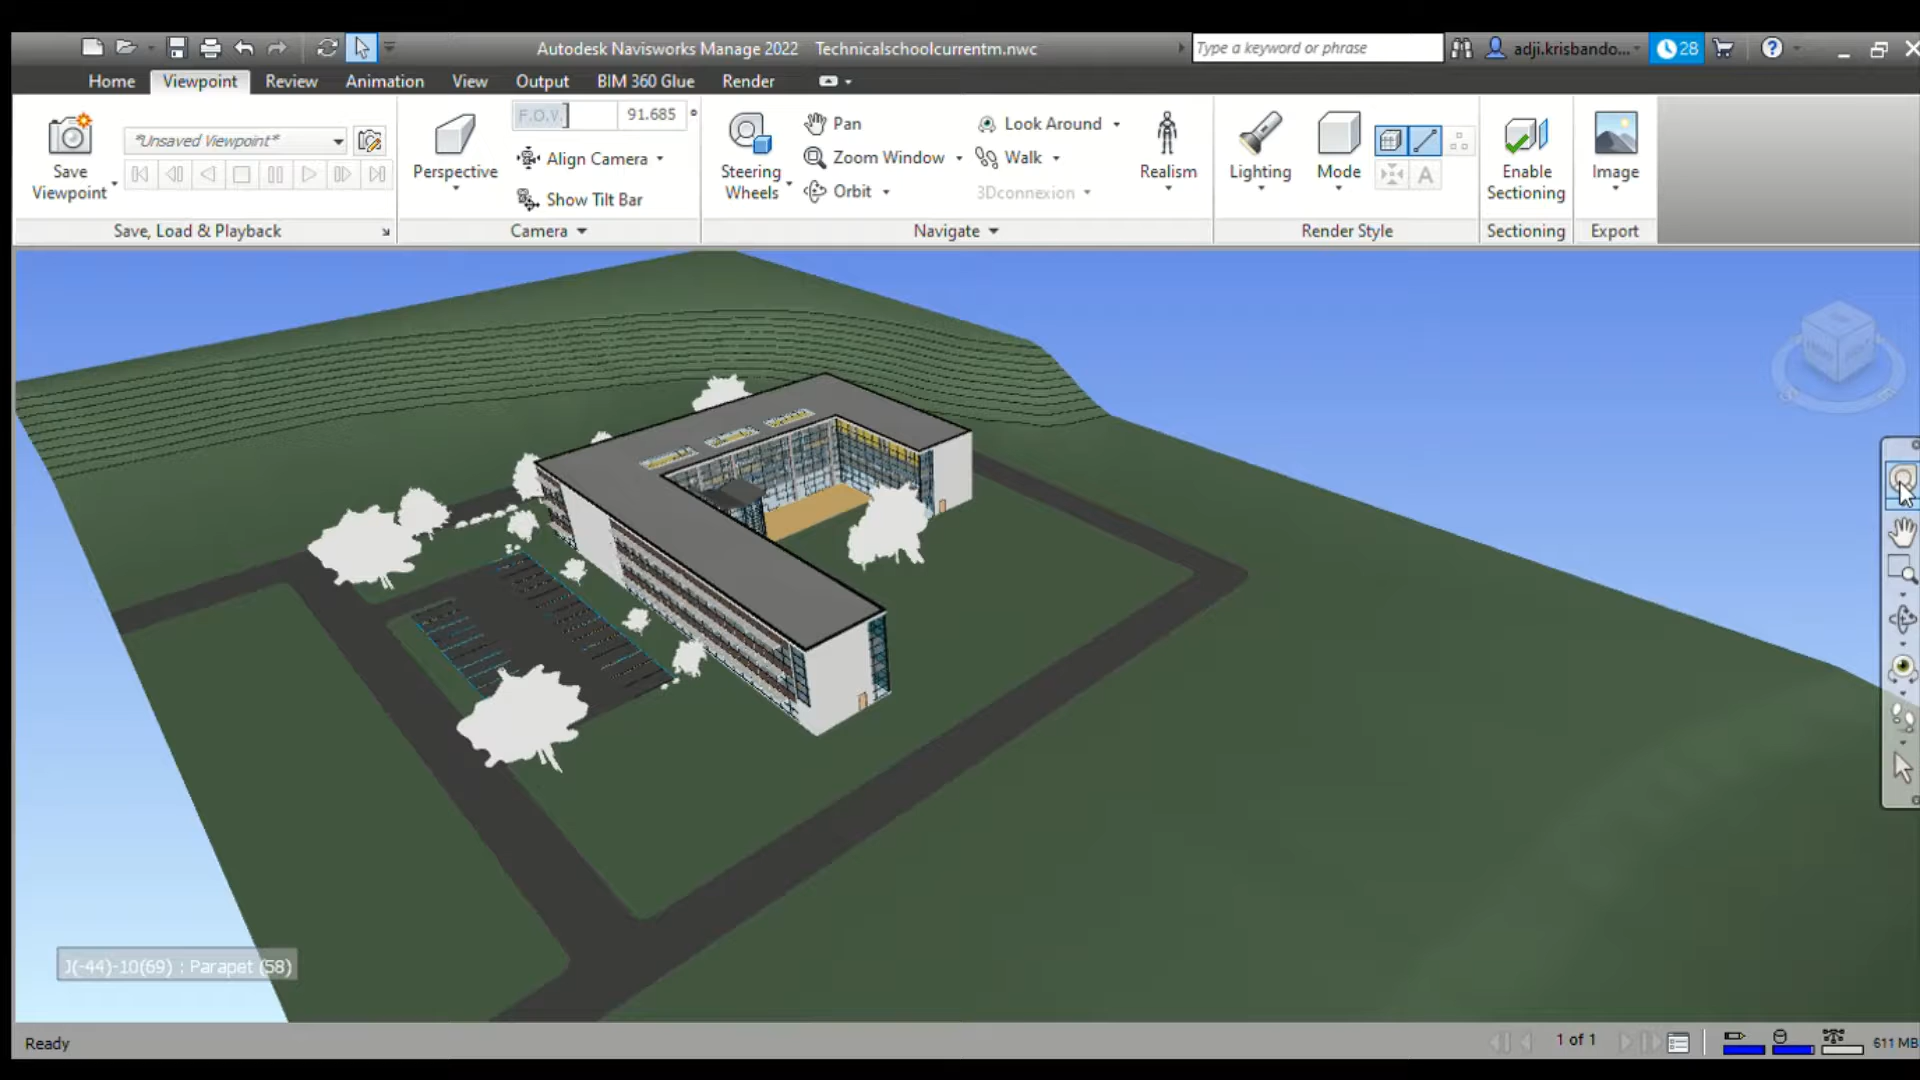 Autodesk Navisworks Manage 2022 Technicalschoolcurrentm.nwc
Type a keyword or phrase
adji.krisbando...
28
Home Viewpoint Review Animation View Output BIM 360 Glue Render
Save
Viewpoint
*Unsaved Viewpoint*
Save, Load & Playback
Perspective
F.O.V.
91.685 °
Align Camera
Show Tilt Bar
Camera
Steering
Wheels
Pan
Zoom Window
Orbit
Look Around
Walk
3Dconnexion
Realism
Navigate
Lighting
Mode
A
Render Style
Enable
Sectioning
Sectioning
Image
Export
J(-44)-10(69) : Parapet (58)
Ready
1 of 1
611 MB